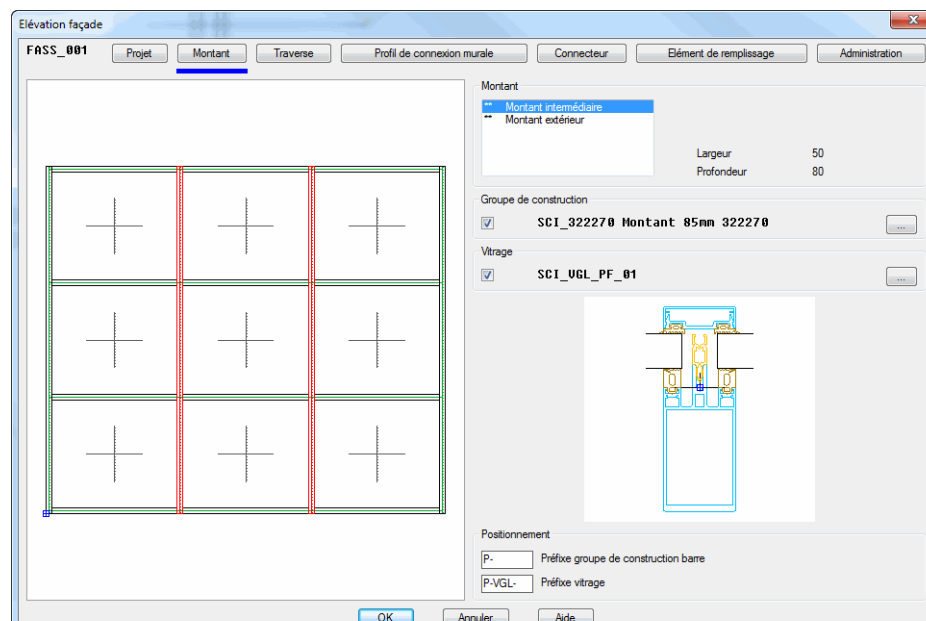 Elévation façade
FASS_001
Projet
Montant
Traverse
Profil de connexion murale
Connecteur
Elément de remplissage
Administration
Montant
** Montant intermédiaire
** Montant extérieur
Largeur 50
Profondeur 80
Groupe de construction
SCI_322270 Montant 85mm 322270
...
Vitrage
SCI_VGL_PF_01
...
Positionnement
P- Préfixe groupe de construction barre
P-VGL- Préfixe vitrage
OK
Annuler
Aide